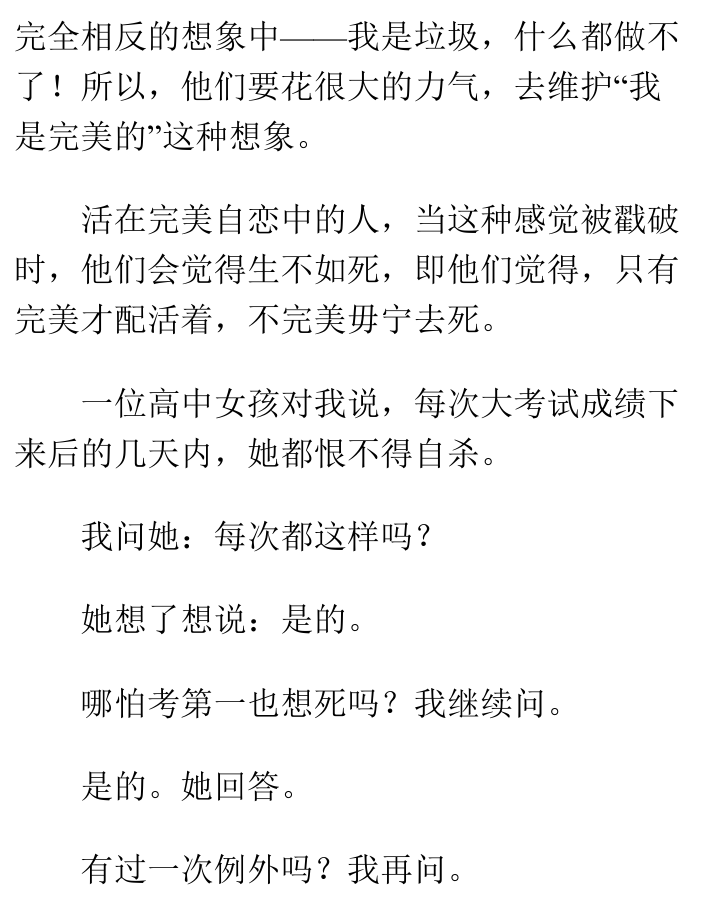 完全相反的想象中——我是垃圾，什么都做不
了！所以，他们要花很大的力气，去维护“我
是完美的”这种想象。
活在完美自恋中的人，当这种感觉被戳破
时，他们会觉得生不如死，即他们觉得，只有
完美才配活着，不完美毋宁去死。
一位高中女孩对我说，每次大考试成绩下
来后的几天内，她都恨不得自杀。
我问她：每次都这样吗？
她想了想说：是的。
哪怕考第一也想死吗？我继续问。
是的。她回答。
有过一次例外吗？我再问。